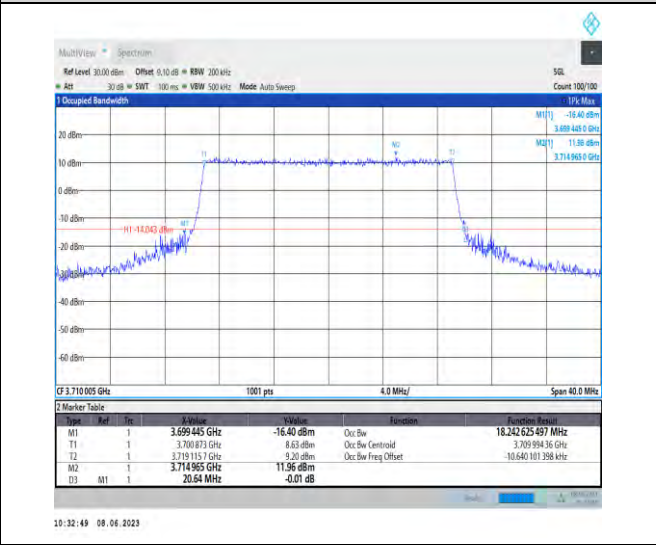 MultiView Spectrum
Ref Level 30.00 dBm Offset 9.10 dB RBW 200 kHz SGL
Att 30 dB SWT 100 ms VBW 500 kHz Mode Auto Sweep Count 100/100
1 Occupied Bandwidth 1Pk Max
M1[1] -16.40 dBm
3.699 445 0 GHz
20 dBm
M2[1]
3.714 965 0 GHz
T1 M2 T2
10 dBm
0 dBm
-10 dBm
M1
H1 -14.043 dBm
-20 dBm
-30 dBm
-40 dBm
-50 dBm
-60 dBm
CF 3.710 005 GHz 1001 pts 4.0 MHz/ Span 40.0 MHz
2 Marker Table
Type Ref Trc X-Value Y-Value Function Function Result
M1 1 3.699 445 GHz -16.40 dBm Occ Bw 18.242 625 497 MHz
T1 1 3.700 873 GHz 8.63 dBm Occ Bw Centroid 3.709 994 36 GHz
T2 1 3.719 115 7 GHz 9.20 dBm Occ Bw Freq Offset -10.640 101 398 kHz
M2 1 3.714 965 GHz 11.96 dBm
D3 M1 1 20.64 MHz -0.01 dB
10:32:49 08.06.2023